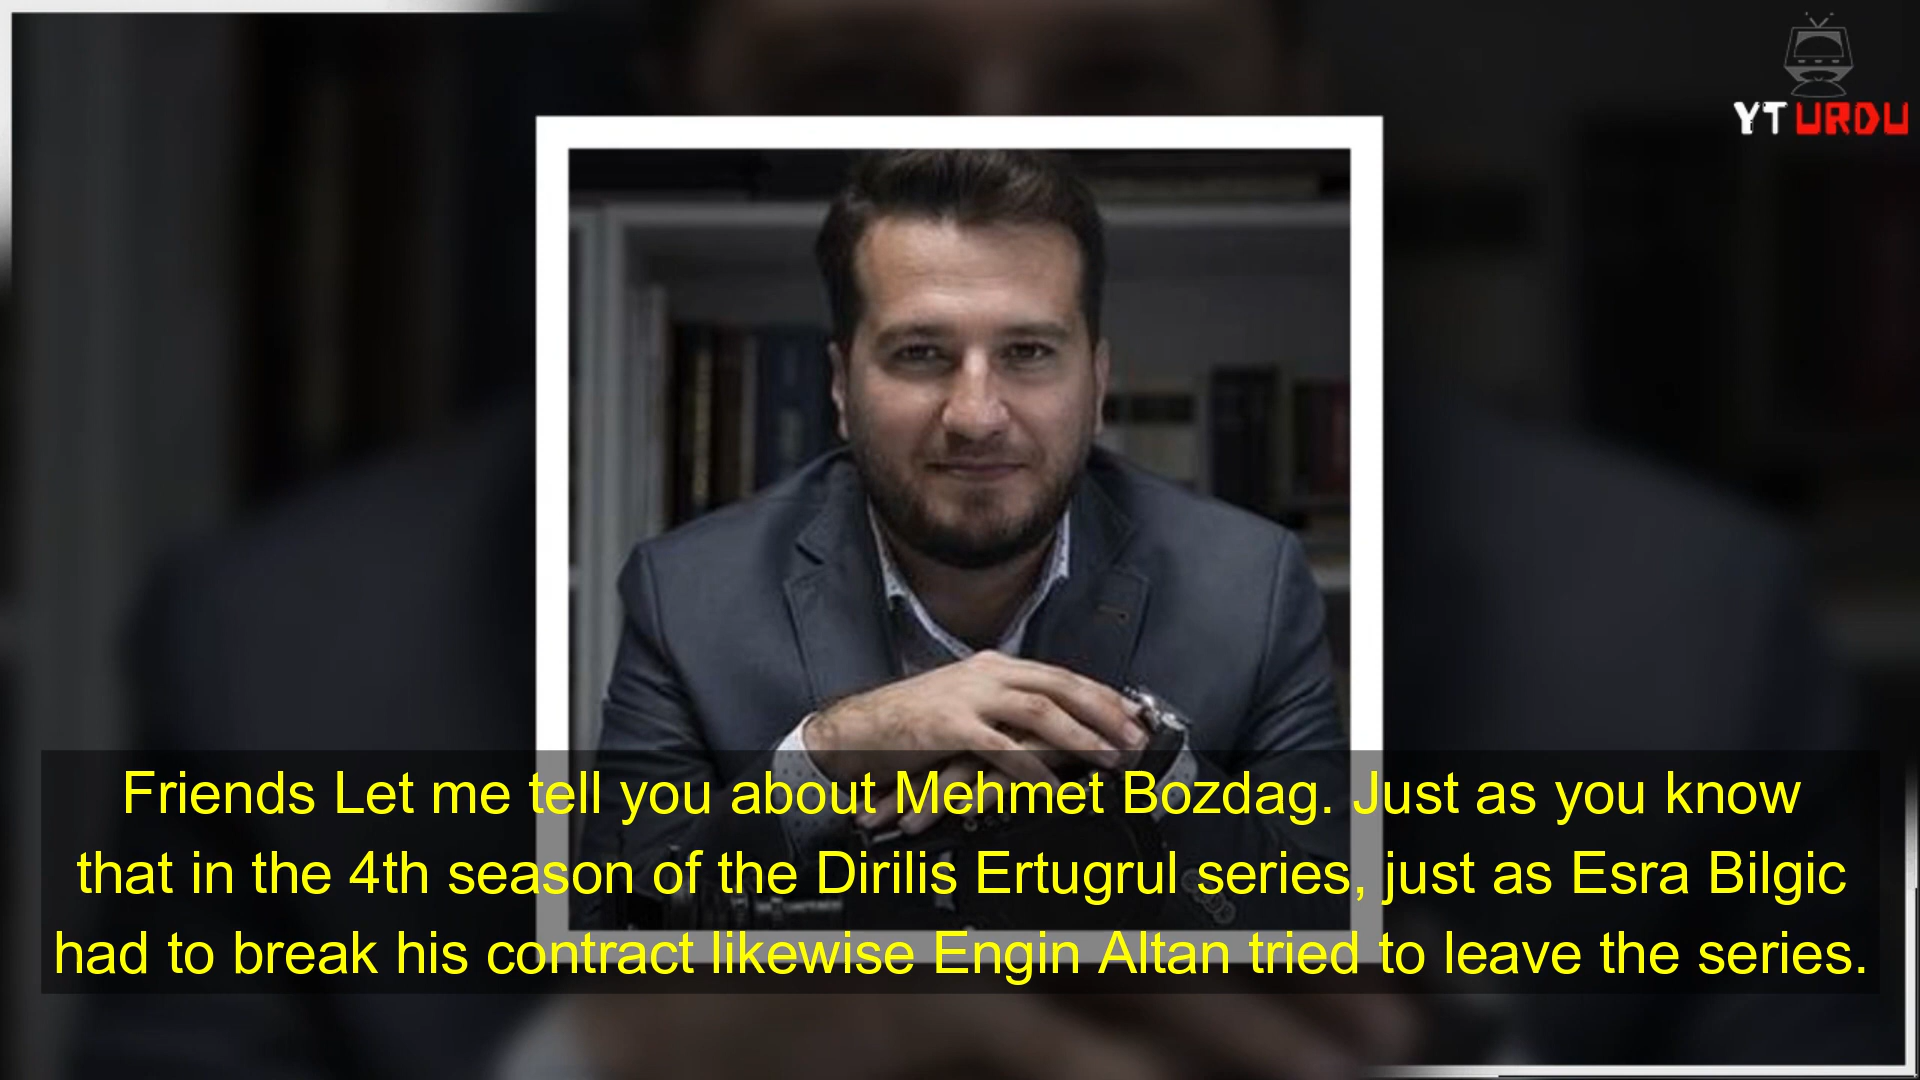 YT URDU
Friends Let me tell you about Mehmet Bozdag. Just as you know
that in the 4th season of the Dirilis Ertugrul series, just as Esra Bilgic
had to break his contract likewise Engin Altan tried to leave the series.